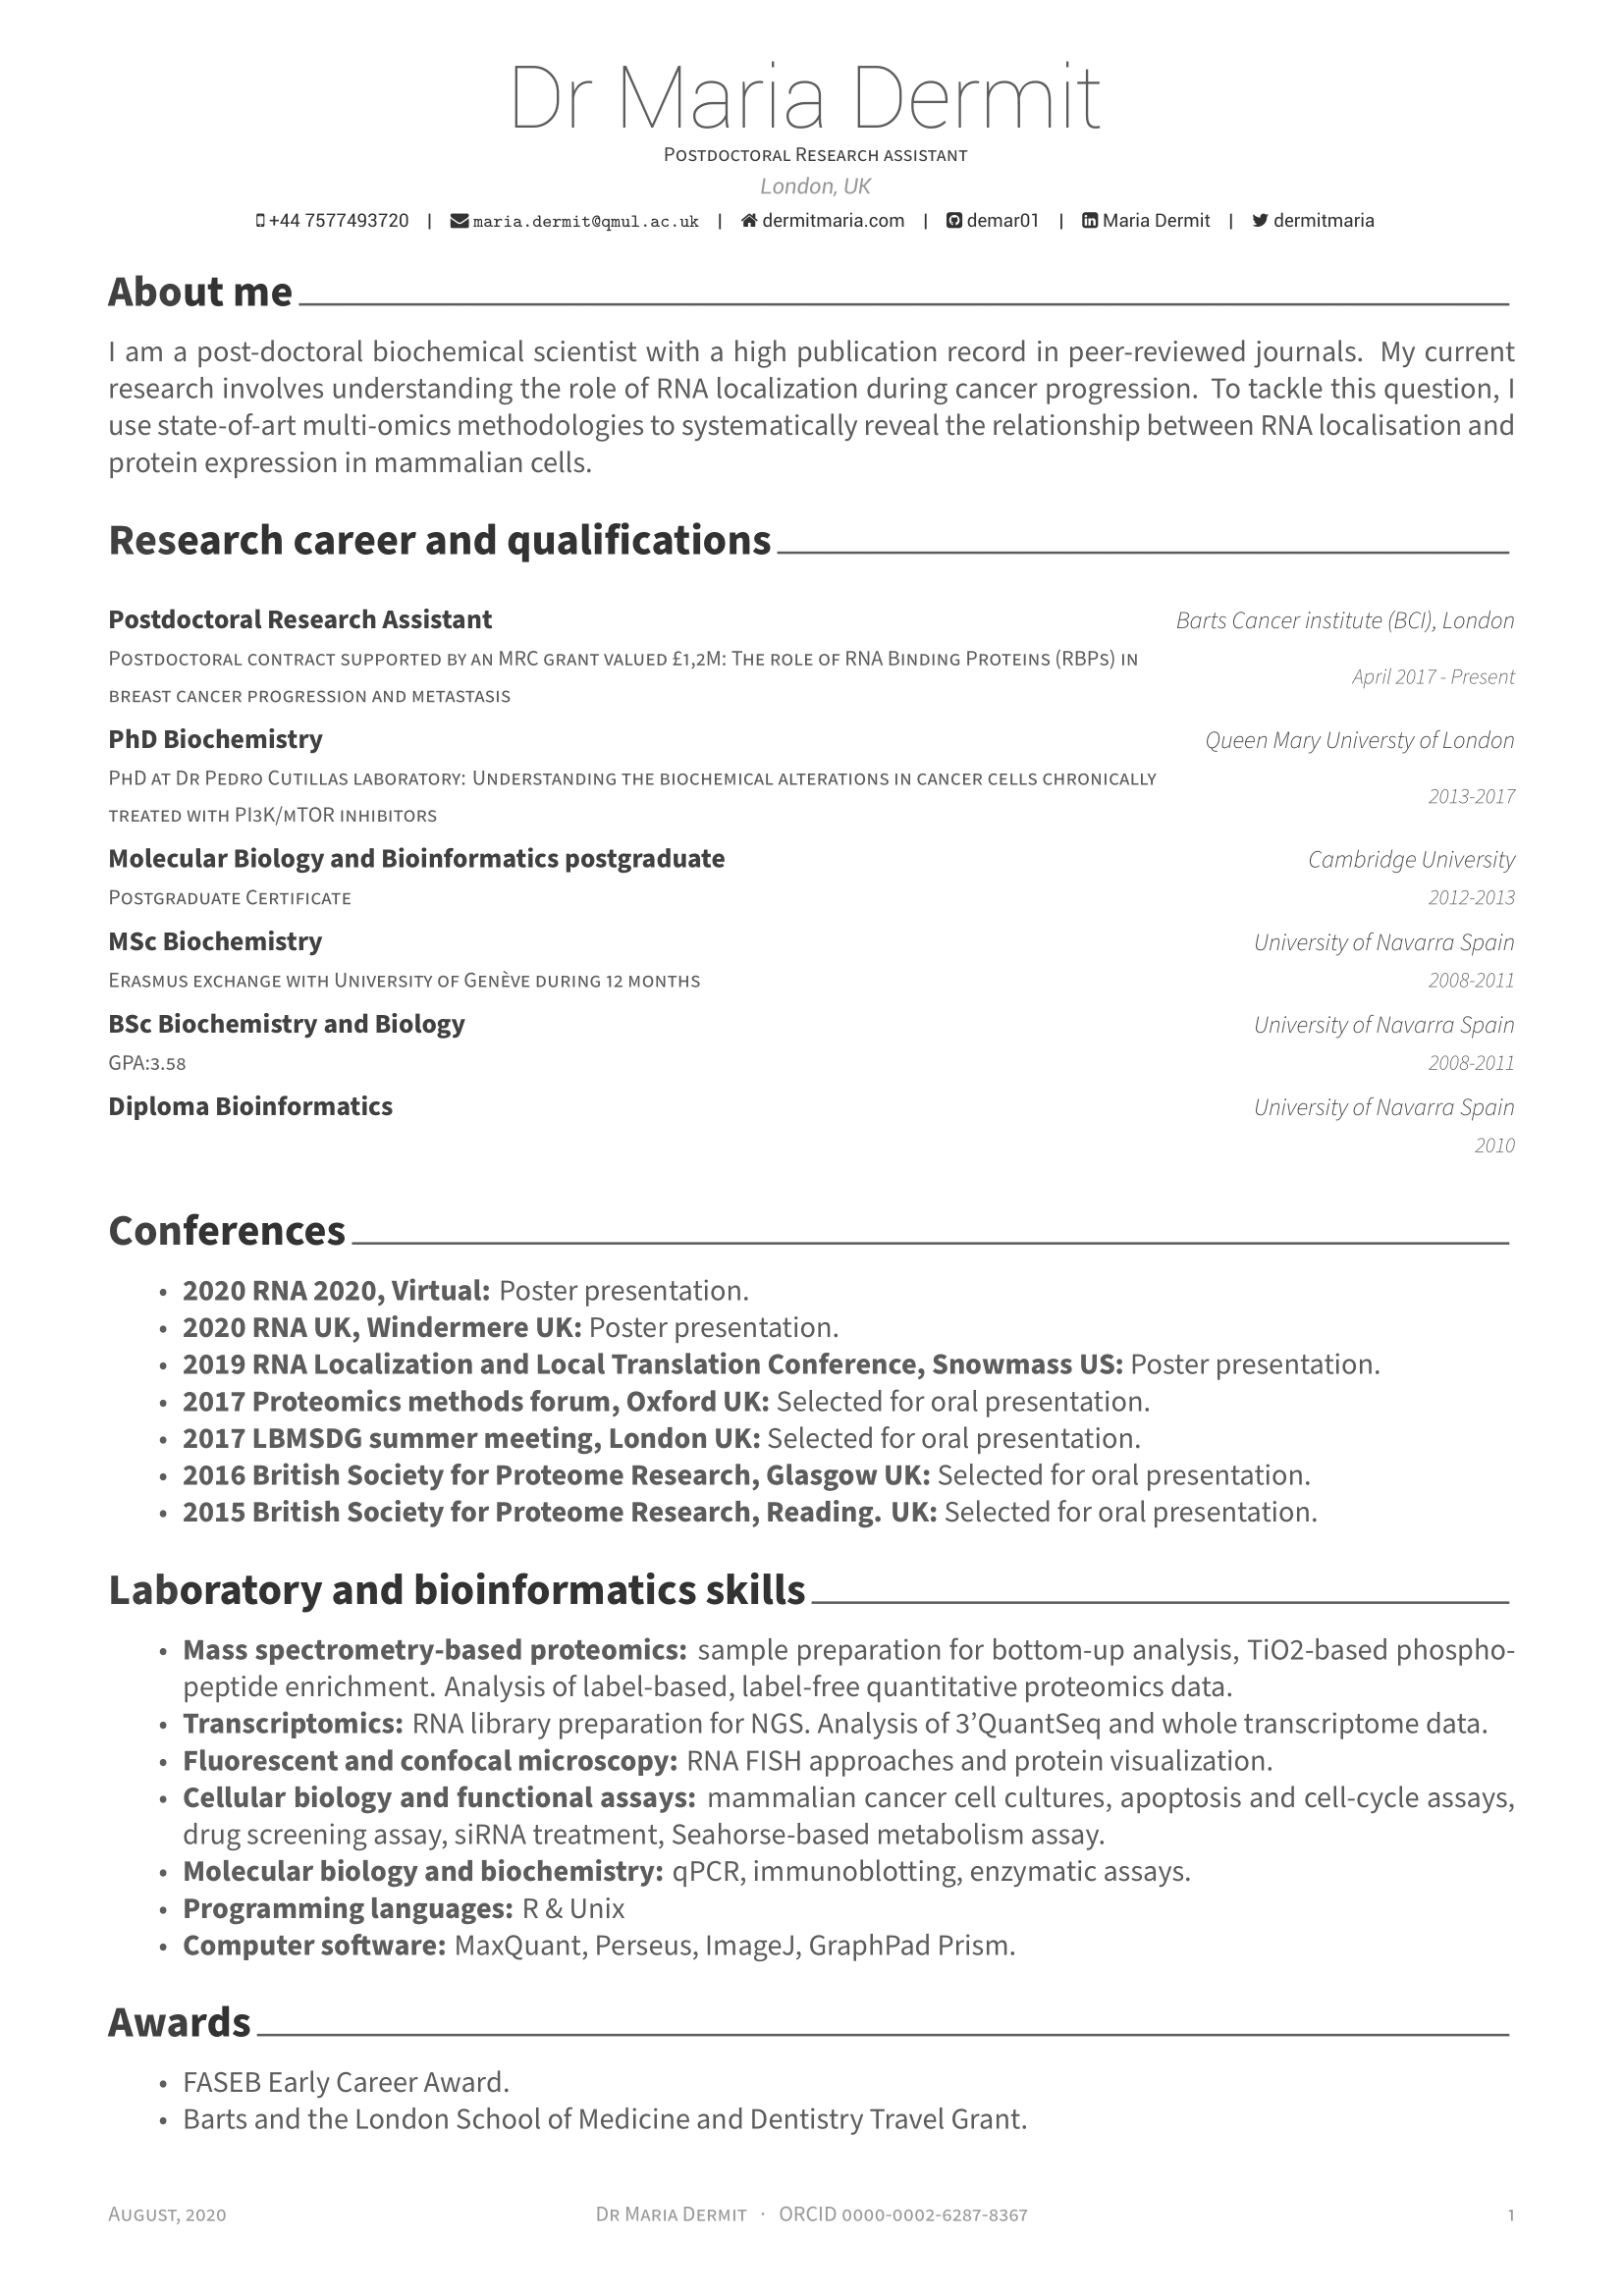 Dr Maria Dermit
Postdoctoral Research assistant
London, UK
+44 7577493720 | maria.dermit@qmul.ac.uk | dermitmaria.com | demar01 | Maria Dermit | dermitmaria
About me
I am a post-doctoral biochemical scientist with a high publication record in peer-reviewed journals. My current
research involves understanding the role of RNA localization during cancer progression. To tackle this question, I
use state-of-art multi-omics methodologies to systematically reveal the relationship between RNA localisation and
protein expression in mammalian cells.
Research career and qualifications
Postdoctoral Research Assistant Barts Cancer institute (BCI), London
Postdoctoral contract supported by an MRC grant valued £1,2M: The role of RNA Binding Proteins (RBPs) in
breast cancer progression and metastasis
April 2017 - Present
PhD Biochemistry Queen Mary Universty of London
PhD at Dr Pedro Cutillas laboratory: Understanding the biochemical alterations in cancer cells chronically
treated with PI3K/mTOR inhibitors
2013-2017
Molecular Biology and Bioinformatics postgraduate Cambridge University
Postgraduate Certificate 2012-2013
MSc Biochemistry University of Navarra Spain
Erasmus exchange with University of Genève during 12 months 2008-2011
BSc Biochemistry and Biology University of Navarra Spain
GPA:3.58 2008-2011
Diploma Bioinformatics University of Navarra Spain
2010
Conferences
• 2020 RNA 2020, Virtual: Poster presentation.
• 2020 RNA UK, Windermere UK: Poster presentation.
• 2019 RNA Localization and Local Translation Conference, Snowmass US: Poster presentation.
• 2017 Proteomics methods forum, Oxford UK: Selected for oral presentation.
• 2017 LBMSDG summer meeting, London UK: Selected for oral presentation.
• 2016 British Society for Proteome Research, Glasgow UK: Selected for oral presentation.
• 2015 British Society for Proteome Research, Reading. UK: Selected for oral presentation.
Laboratory and bioinformatics skills
• Mass spectrometry-based proteomics: sample preparation for bottom-up analysis, TiO2-based phospho-
peptide enrichment. Analysis of label-based, label-free quantitative proteomics data.
• Transcriptomics: RNA library preparation for NGS. Analysis of 3’QuantSeq and whole transcriptome data.
• Fluorescent and confocal microscopy: RNA FISH approaches and protein visualization.
• Cellular biology and functional assays: mammalian cancer cell cultures, apoptosis and cell-cycle assays,
drug screening assay, siRNA treatment, Seahorse-based metabolism assay.
• Molecular biology and biochemistry: qPCR, immunoblotting, enzymatic assays.
• Programming languages: R & Unix
• Computer software: MaxQuant, Perseus, ImageJ, GraphPad Prism.
Awards
• FASEB Early Career Award.
• Barts and the London School of Medicine and Dentistry Travel Grant.
August, 2020 Dr Maria Dermit · ORCID 0000-0002-6287-8367 1